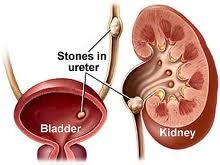 Stones in
ureter
Bladder
Kidney